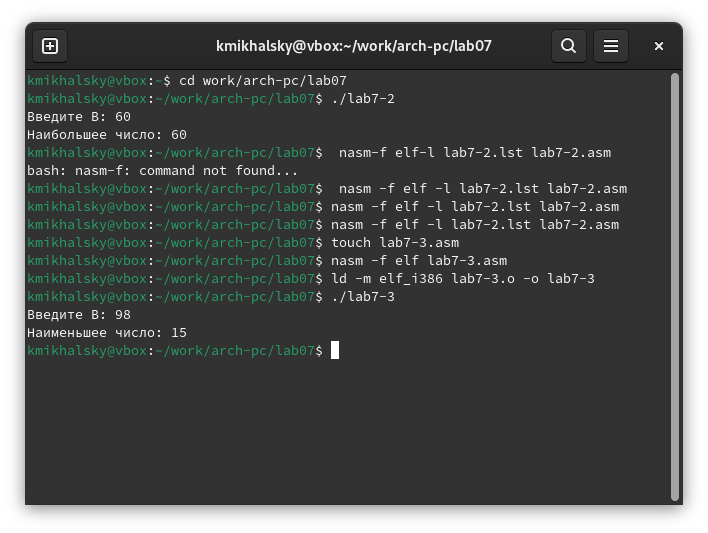 kmikhalsky@vbox:~/work/arch-pc/lab07
kmikhalsky@vbox:~$ cd work/arch-pc/lab07
kmikhalsky@vbox:~/work/arch-pc/lab07$ ./lab7-2
Введите B: 60
Наибольшее число: 60
kmikhalsky@vbox:~/work/arch-pc/lab07$  nasm-f elf-l lab7-2.lst lab7-2.asm
bash: nasm-f: command not found...
kmikhalsky@vbox:~/work/arch-pc/lab07$  nasm -f elf -l lab7-2.lst lab7-2.asm
kmikhalsky@vbox:~/work/arch-pc/lab07$ nasm -f elf -l lab7-2.lst lab7-2.asm
kmikhalsky@vbox:~/work/arch-pc/lab07$ nasm -f elf -l lab7-2.lst lab7-2.asm
kmikhalsky@vbox:~/work/arch-pc/lab07$ touch lab7-3.asm
kmikhalsky@vbox:~/work/arch-pc/lab07$ nasm -f elf lab7-3.asm
kmikhalsky@vbox:~/work/arch-pc/lab07$ ld -m elf_i386 lab7-3.o -o lab7-3
kmikhalsky@vbox:~/work/arch-pc/lab07$ ./lab7-3
Введите B: 98
Наименьшее число: 15
kmikhalsky@vbox:~/work/arch-pc/lab07$